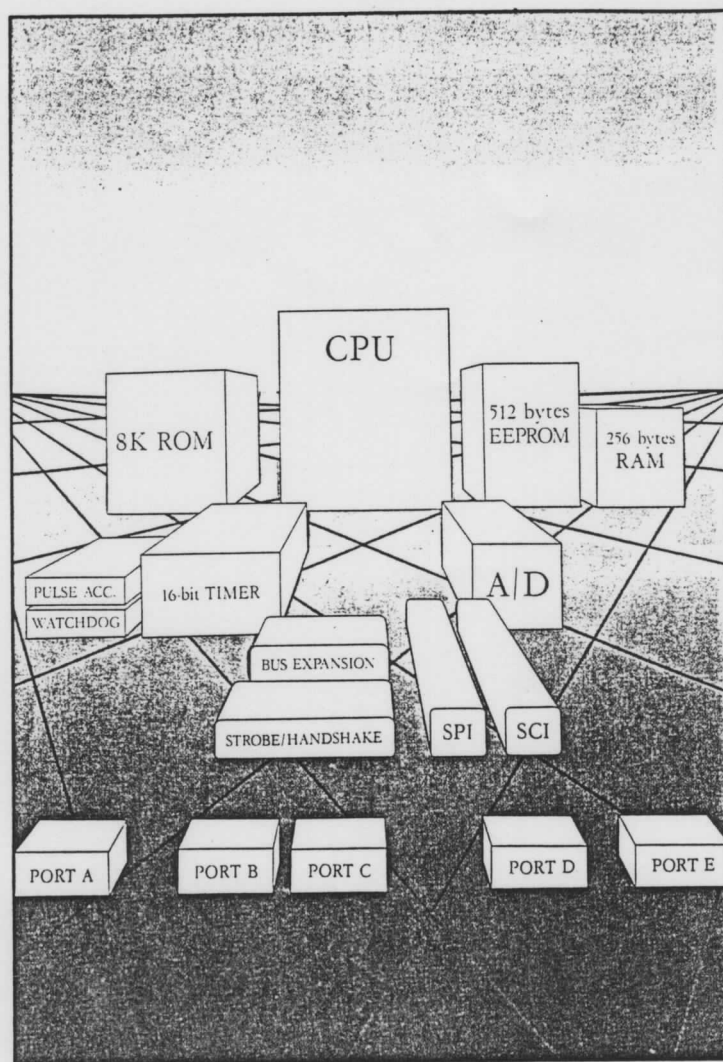 CPU
8K ROM
512 bytes
EEPROM
256 bytes
RAM
PULSE ACC.
WATCHDOG
16-bit TIMER
A/D
BUS EXPANSION
STROBE/HANDSHAKE
SPI
SCI
PORT A
PORT B
PORT C
PORT D
PORT E